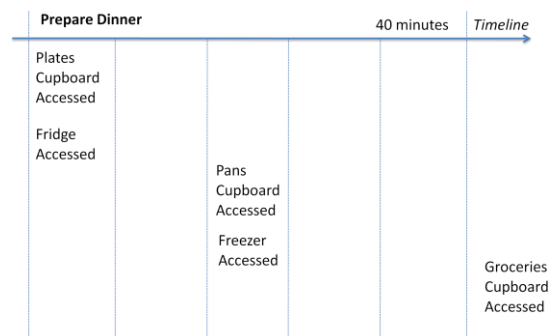 Prepare Dinner
40 minutes
Timeline
Plates
Cupboard
Accessed
Fridge
Accessed
Pans
Cupboard
Accessed
Freezer
Accessed
Groceries
Cupboard
Accessed